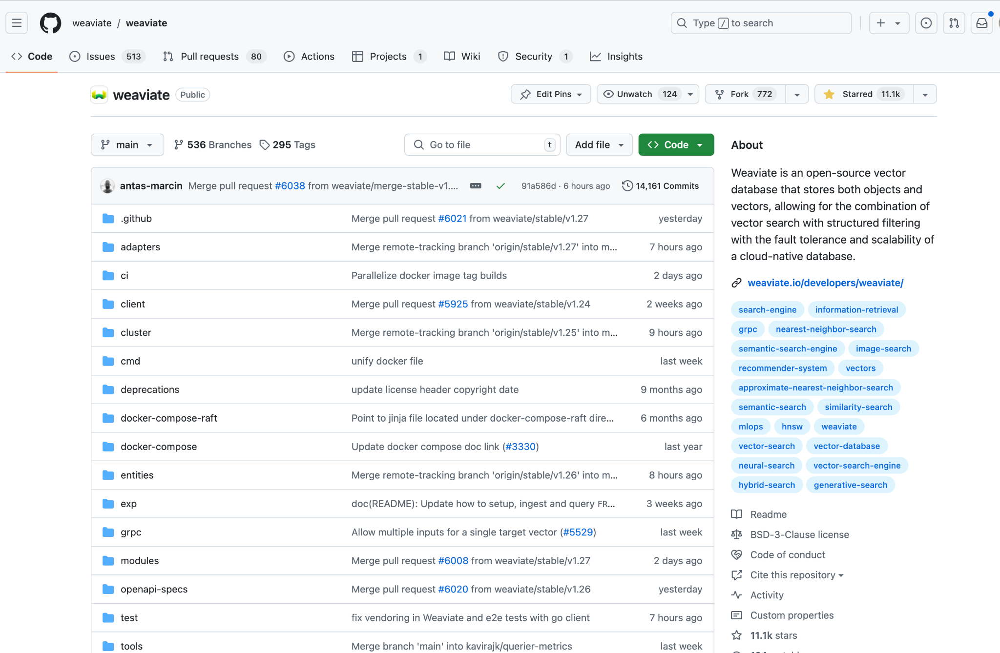 weaviate / weaviate
Type / to search
Code Issues 513 Pull requests 80 Actions Projects 1 Wiki Security 1 Insights
weaviate Public
Edit Pins Unwatch 124 Fork 772 Starred 11.1k
main 536 Branches 295 Tags
Go to file t Add file Code
antas-marcin Merge pull request #6038 from weaviate/merge-stable-v1.... 91a586d · 6 hours ago 14,161 Commits
.github Merge pull request #6021 from weaviate/stable/v1.27 yesterday
adapters Merge remote-tracking branch 'origin/stable/v1.27' into m... 7 hours ago
ci Parallelize docker image tag builds 2 days ago
client Merge pull request #5925 from weaviate/stable/v1.24 2 weeks ago
cluster Merge remote-tracking branch 'origin/stable/v1.25' into m... 9 hours ago
cmd unify docker file last week
deprecations update license header copyright date 9 months ago
docker-compose-raft Point to jinja file located under docker-compose-raft dire... 6 months ago
docker-compose Update docker compose doc link (#3330) last year
entities Merge remote-tracking branch 'origin/stable/v1.26' into m... 8 hours ago
exp doc(README): Update how to setup, ingest and query FR... 3 weeks ago
grpc Allow multiple inputs for a single target vector (#5529) last week
modules Merge pull request #6008 from weaviate/stable/v1.27 2 days ago
openapi-specs Merge pull request #6020 from weaviate/stable/v1.26 yesterday
test fix vendoring in Weaviate and e2e tests with go client 7 hours ago
tools Merge branch 'main' into kavirajk/querier-metrics last week
About
Weaviate is an open-source vector
database that stores both objects and
vectors, allowing for the combination of
vector search with structured filtering
with the fault tolerance and scalability of
a cloud-native database.
weaviate.io/developers/weaviate/
search-engine information-retrieval
grpc nearest-neighbor-search
semantic-search-engine image-search
recommender-system vectors
approximate-nearest-neighbor-search
semantic-search similarity-search
mlops hnsw weaviate
vector-search vector-database
neural-search vector-search-engine
hybrid-search generative-search
Readme
BSD-3-Clause license
Code of conduct
Cite this repository
Activity
Custom properties
11.1k stars